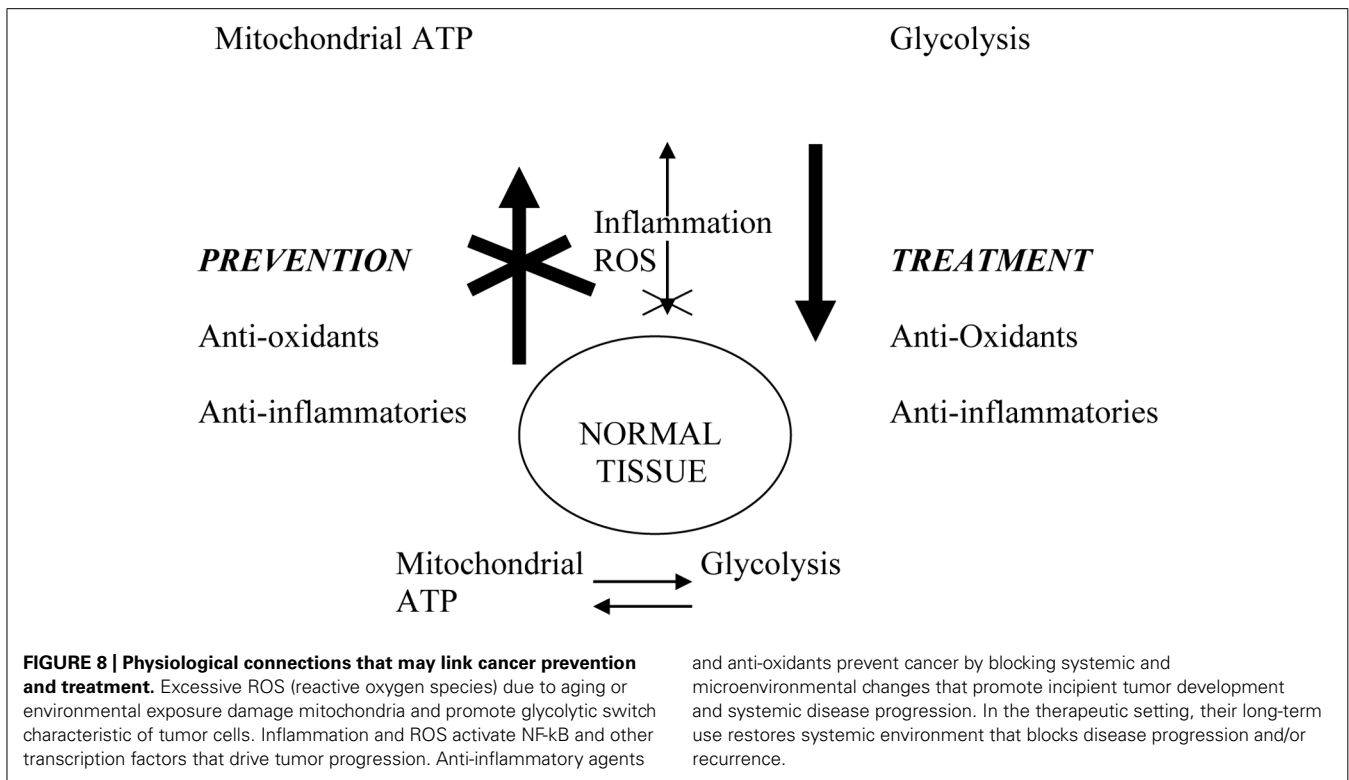 Mitochondrial ATP
Glycolysis
Inflammation
ROS
PREVENTION
TREATMENT
Anti-oxidants
Anti-Oxidants
Anti-inflammatories
Anti-inflammatories
NORMAL
TISSUE
Mitochondrial
ATP
Glycolysis
FIGURE 8 | Physiological connections that may link cancer prevention
and treatment. Excessive ROS (reactive oxygen species) due to aging or
environmental exposure damage mitochondria and promote glycolytic switch
characteristic of tumor cells. Inflammation and ROS activate NF-kB and other
transcription factors that drive tumor progression. Anti-inflammatory agents
and anti-oxidants prevent cancer by blocking systemic and
microenvironmental changes that promote incipient tumor development
and systemic disease progression. In the therapeutic setting, their long-term
use restores systemic environment that blocks disease progression and/or
recurrence.